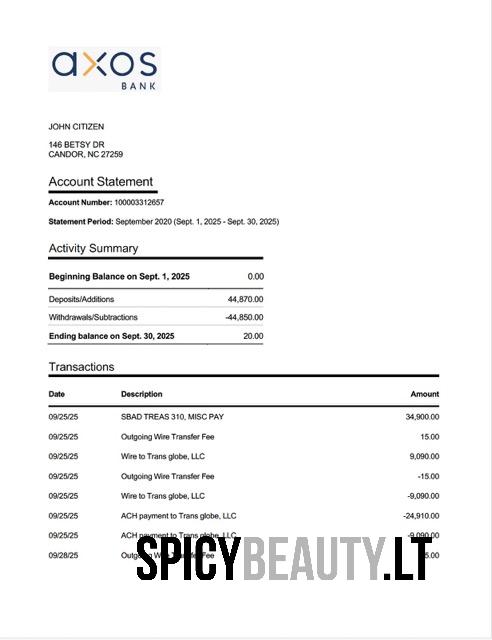 axos
BANK
JOHN CITIZEN
146 BETSY DR
CANDOR, NC 27259
Account Statement
Account Number: 100003312657
Statement Period: September 2020 (Sept. 1, 2025 - Sept. 30, 2025)
Activity Summary
Beginning Balance on Sept. 1, 2025 0.00
Deposits/Additions 44,870.00
Withdrawals/Subtractions -44,850.00
Ending balance on Sept. 30, 2025 20.00
Transactions
Date Description Amount
09/25/25 SBAD TREAS 310, MISC PAY 34,900.00
09/25/25 Outgoing Wire Transfer Fee 15.00
09/25/25 Wire to Trans globe, LLC 9,090.00
09/25/25 Outgoing Wire Transfer Fee -15.00
09/25/25 Wire to Trans globe, LLC -9,090.00
09/25/25 ACH payment to Trans globe, LLC -24,910.00
09/25/25 ACH payment to Trans globe, LLC -9,090.00
09/28/25 Fee
SPICYBEAUTY.LT